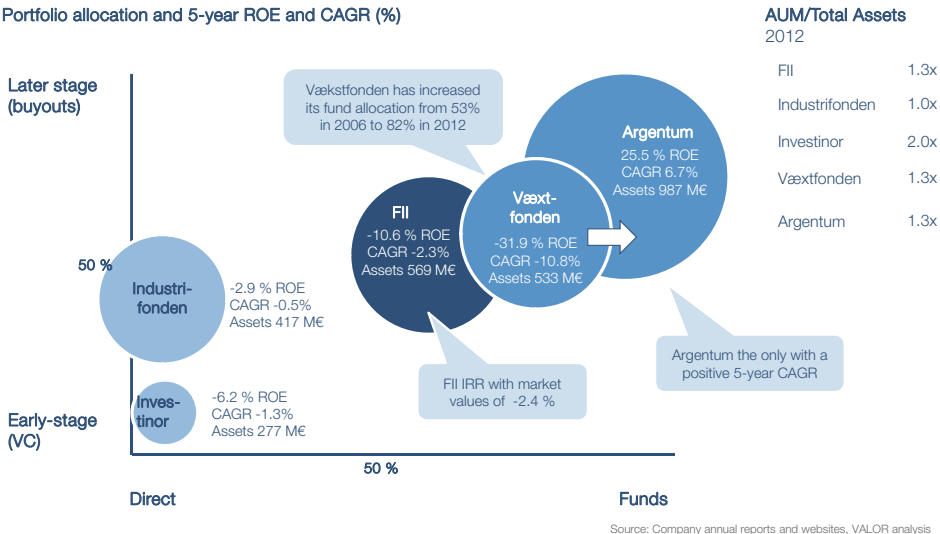 Portfolio allocation and 5-year ROE and CAGR (%)
AUM/Total Assets
2012
FII 1.3x
Industrifonden 1.0x
Investinor 2.0x
Væxtfonden 1.3x
Argentum 1.3x
Later stage
(buyouts)
Vækstfonden has increased
its fund allocation from 53%
in 2006 to 82% in 2012
Argentum
25.5 % ROE
CAGR 6.7%
Assets 987 M€
FII
-10.6 % ROE
CAGR -2.3%
Assets 569 M€
Væxt-
fonden
-31.9 % ROE
CAGR -10.8%
Assets 533 M€
50 %
Industri-
fonden
-2.9 % ROE
CAGR -0.5%
Assets 417 M€
Argentum the only with a
positive 5-year CAGR
FII IRR with market
values of -2.4 %
Inves-
tinor
-6.2 % ROE
CAGR -1.3%
Assets 277 M€
Early-stage
(VC)
50 %
Direct
Funds
Source: Company annual reports and websites, VALOR analysis